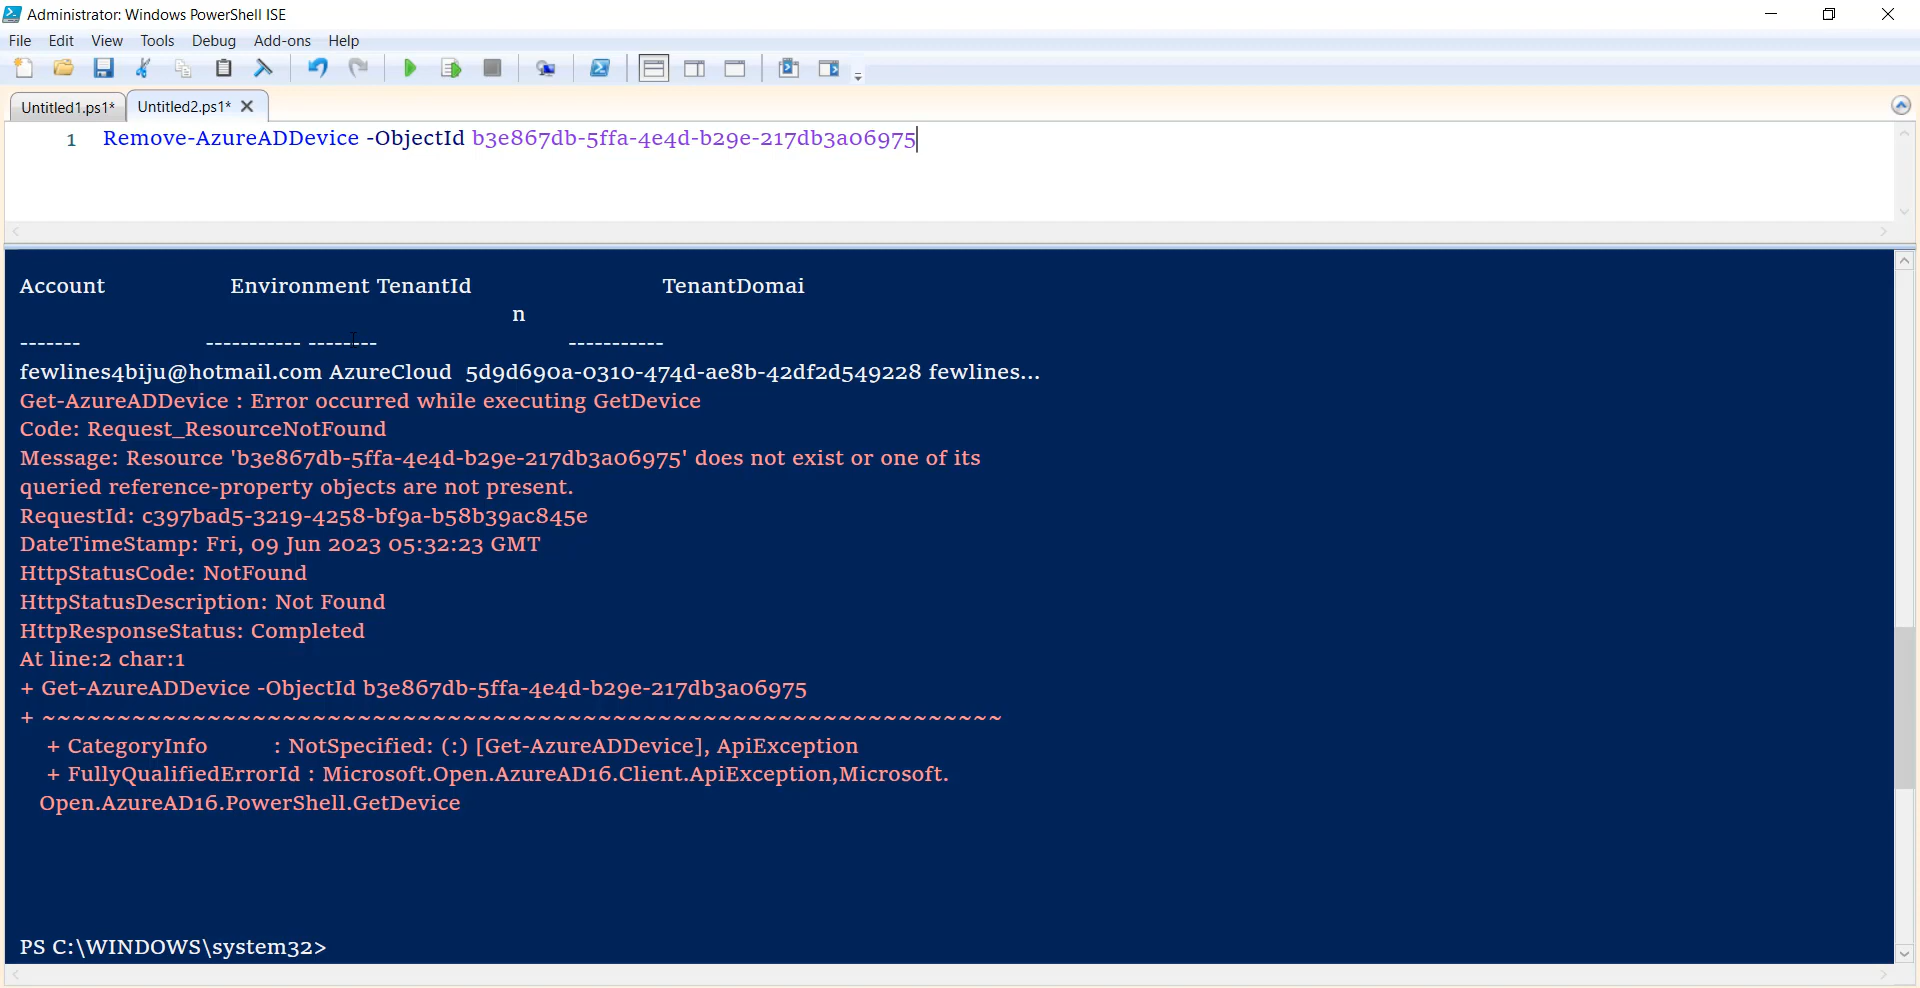 Administrator: Windows PowerShell ISE
File Edit View Tools Debug Add-ons Help
Untitled1.ps1* Untitled2.ps1*
1 Remove-AzureADDevice -ObjectId b3e867db-5ffa-4e4d-b29e-217db3a06975
Account Environment TenantId TenantDomai
n
------- ----------- -------- -----------
fewlines4biju@hotmail.com AzureCloud 5d9d690a-0310-474d-ae8b-42df2d549228 fewlines...
Get-AzureADDevice : Error occurred while executing GetDevice
Code: Request_ResourceNotFound
Message: Resource 'b3e867db-5ffa-4e4d-b29e-217db3a06975' does not exist or one of its
queried reference-property objects are not present.
RequestId: c397bad5-3219-4258-bf9a-b58b39ac845e
DateTimeStamp: Fri, 09 Jun 2023 05:32:23 GMT
HttpStatusCode: NotFound
HttpStatusDescription: Not Found
HttpResponseStatus: Completed
At line:2 char:1
+ Get-AzureADDevice -ObjectId b3e867db-5ffa-4e4d-b29e-217db3a06975
+ ~~~~~~~~~~~~~~~~~~~~~~~~~~~~~~~~~~~~~~~~~~~~~~~~~~~~~~~~~~~~~~~~
+ CategoryInfo : NotSpecified: (:) [Get-AzureADDevice], ApiException
+ FullyQualifiedErrorId : Microsoft.Open.AzureAD16.Client.ApiException,Microsoft.
Open.AzureAD16.PowerShell.GetDevice
PS C:\WINDOWS\system32>